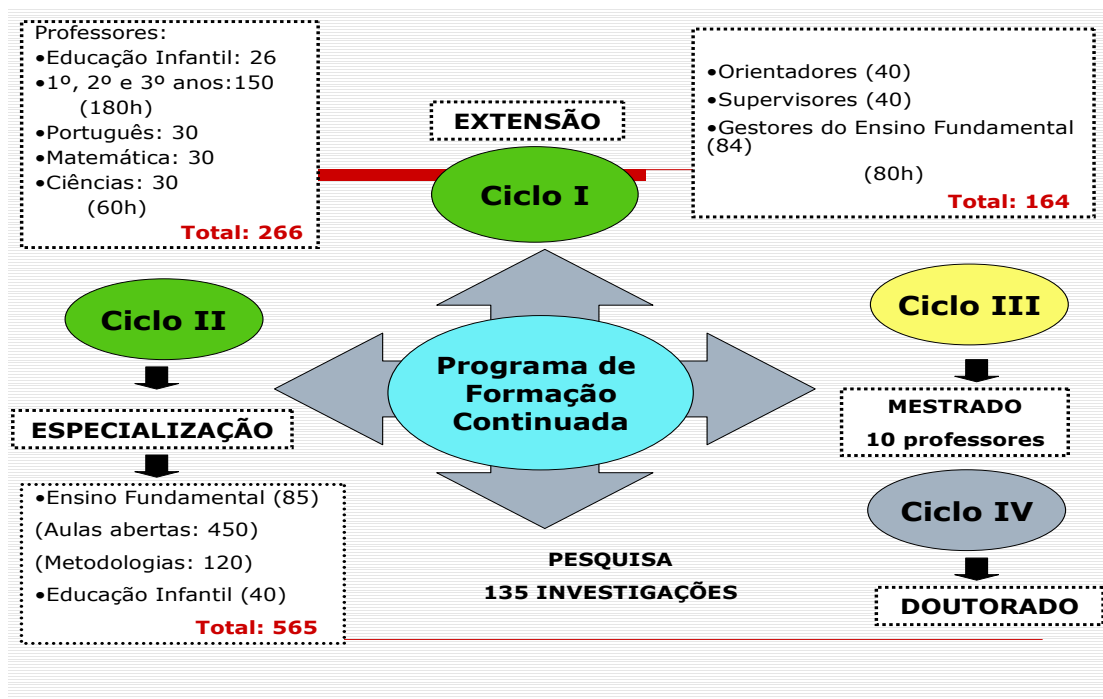 Professores:
•Educação Infantil: 26
•1º, 2º e 3º anos:150
(180h)
•Português: 30
•Matemática: 30
•Ciências: 30
(60h)
Total: 266
EXTENSÃO
Ciclo I
•Orientadores (40)
•Supervisores (40)
•Gestores do Ensino Fundamental
(84)
(80h)
Total: 164
Ciclo II
ESPECIALIZAÇÃO
•Ensino Fundamental (85)
(Aulas abertas: 450)
(Metodologias: 120)
•Educação Infantil (40)
Total: 565
Programa de
Formação
Continuada
PESQUISA
135 INVESTIGAÇÕES
Ciclo III
MESTRADO
10 professores
Ciclo IV
DOUTORADO